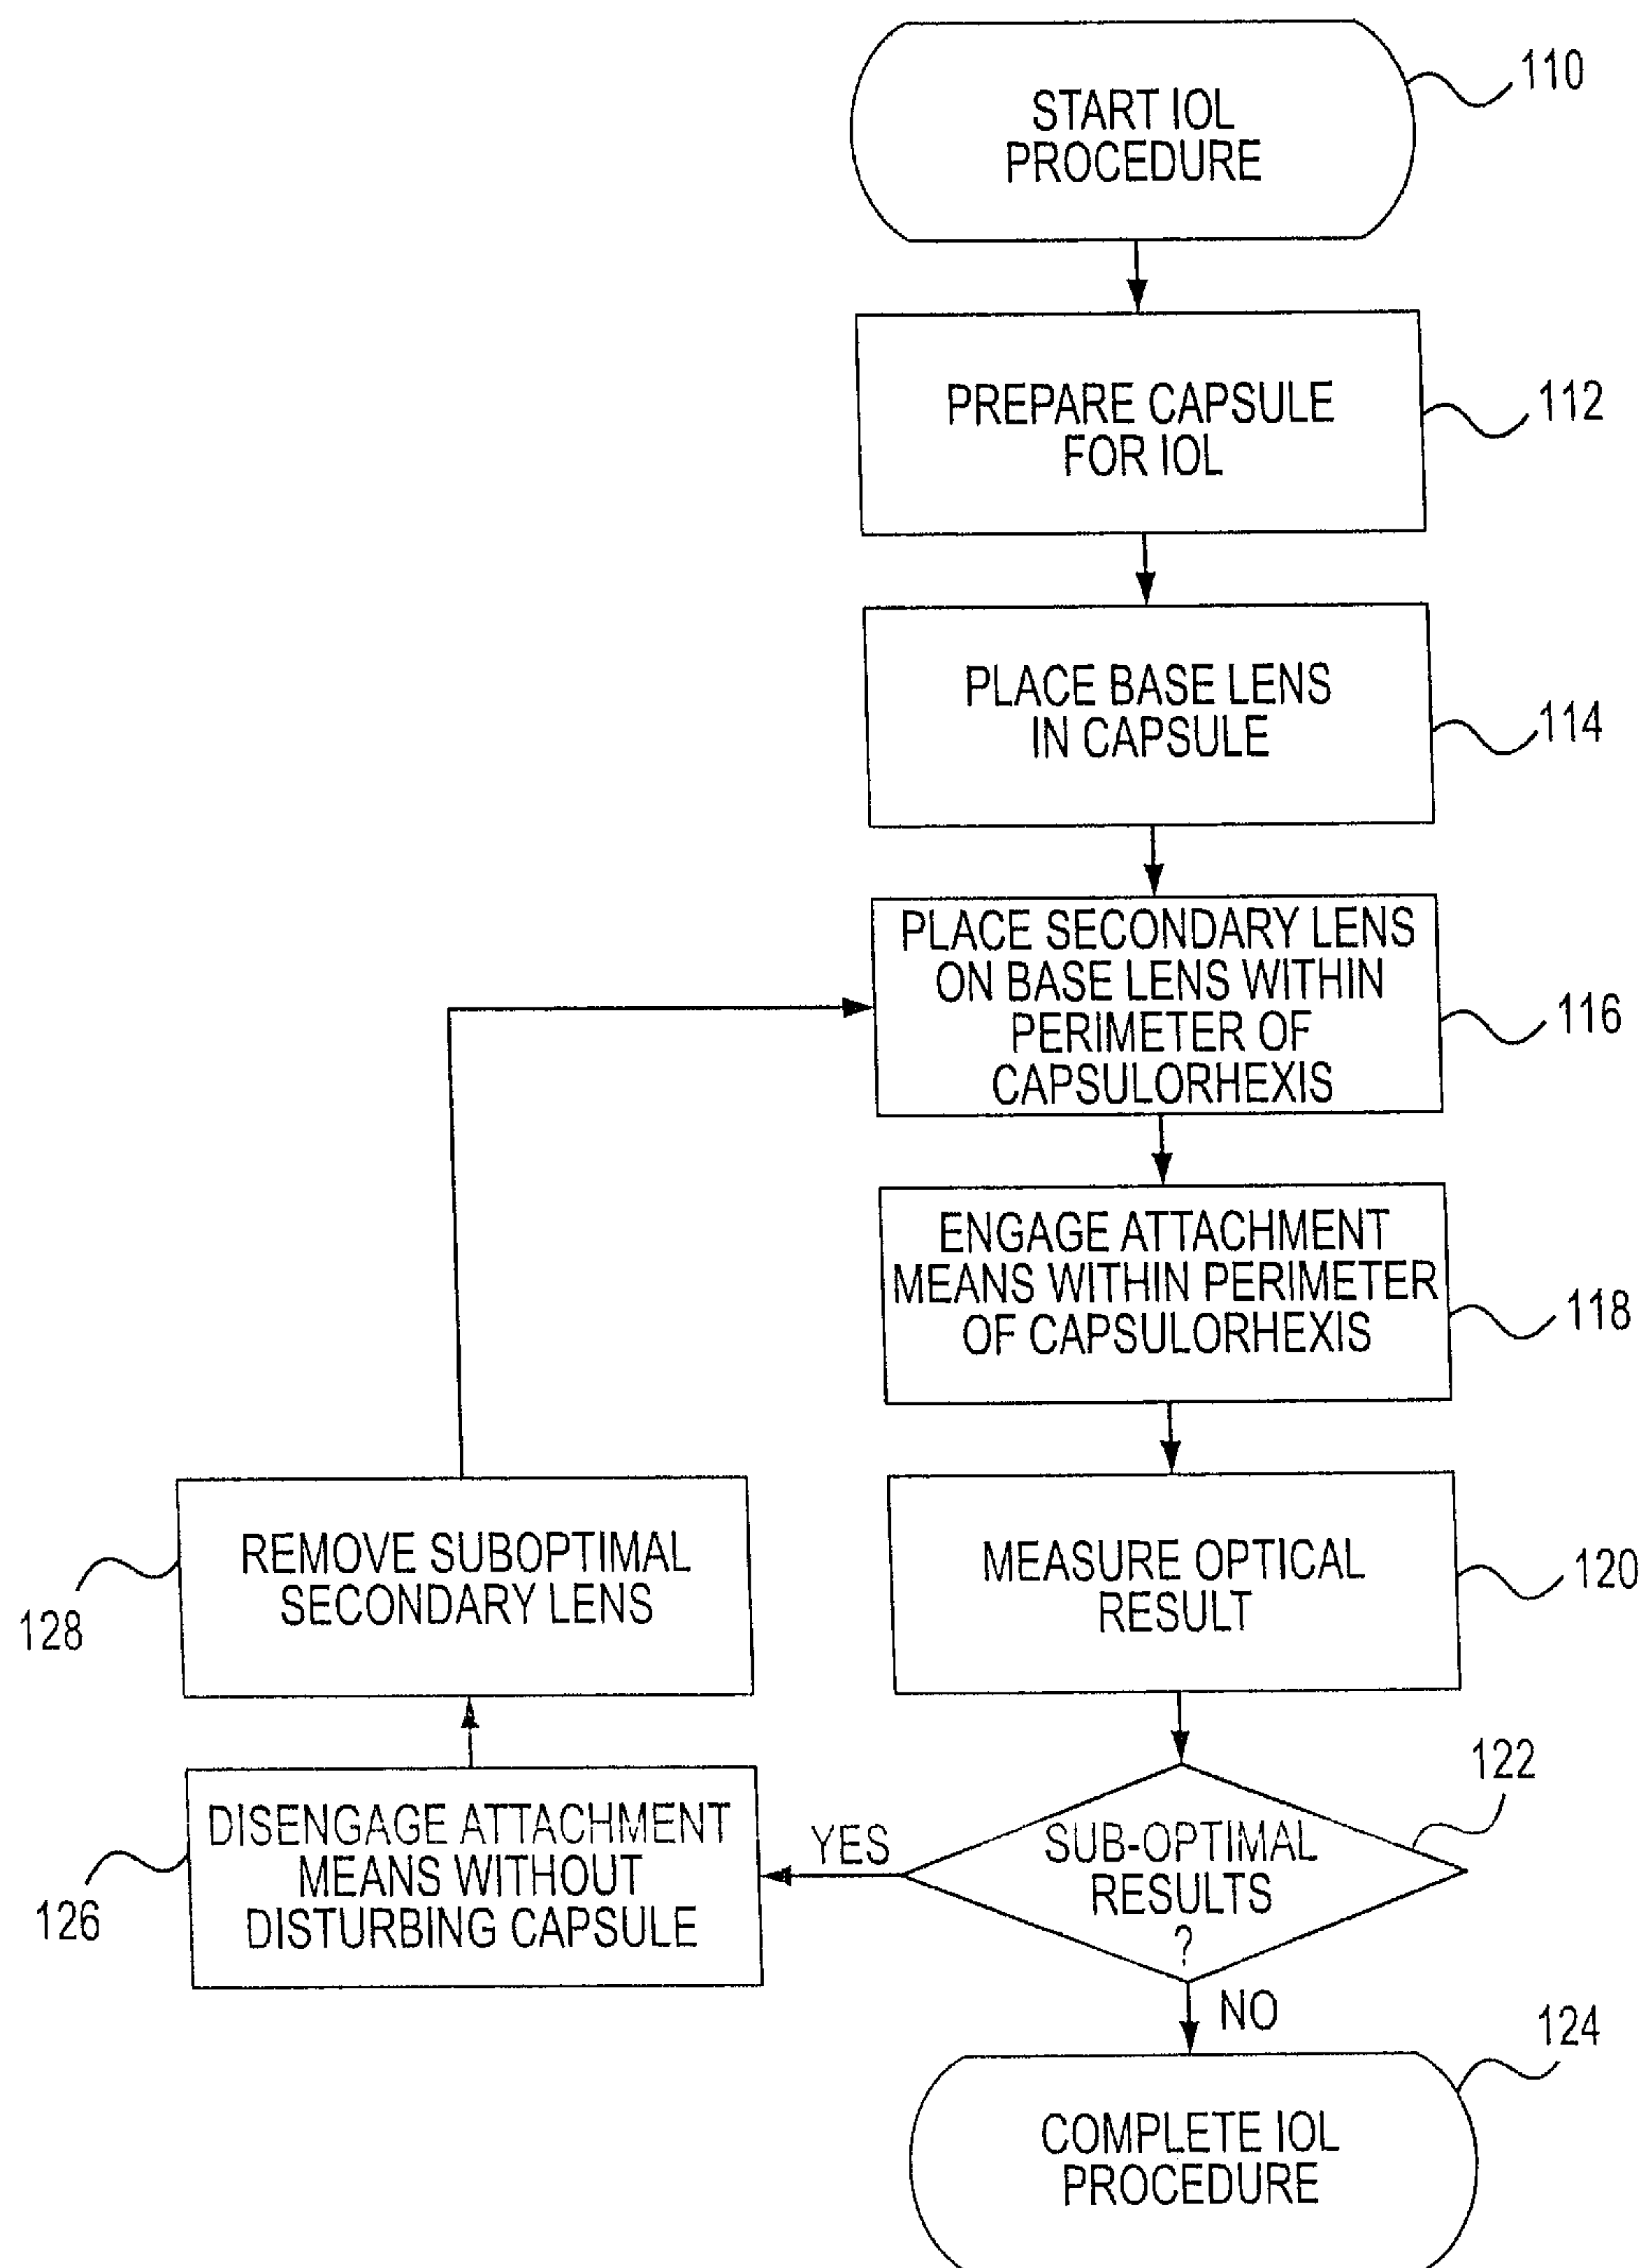 START IOL
PROCEDURE
110
PREPARE CAPSULE
FOR IOL
112
PLACE BASE LENS
IN CAPSULE
114
PLACE SECONDARY LENS
ON BASE LENS WITHIN
PERIMETER OF
CAPSULORHEXIS
116
ENGAGE ATTACHMENT
MEANS WITHIN PERIMETER
OF CAPSULORHEXIS
118
MEASURE OPTICAL
RESULT
120
SUB-OPTIMAL
RESULTS
?
122
YES
NO
DISENGAGE ATTACHMENT
MEANS WITHOUT
DISTURBING CAPSULE
126
REMOVE SUBOPTIMAL
SECONDARY LENS
128
COMPLETE IOL
PROCEDURE
124